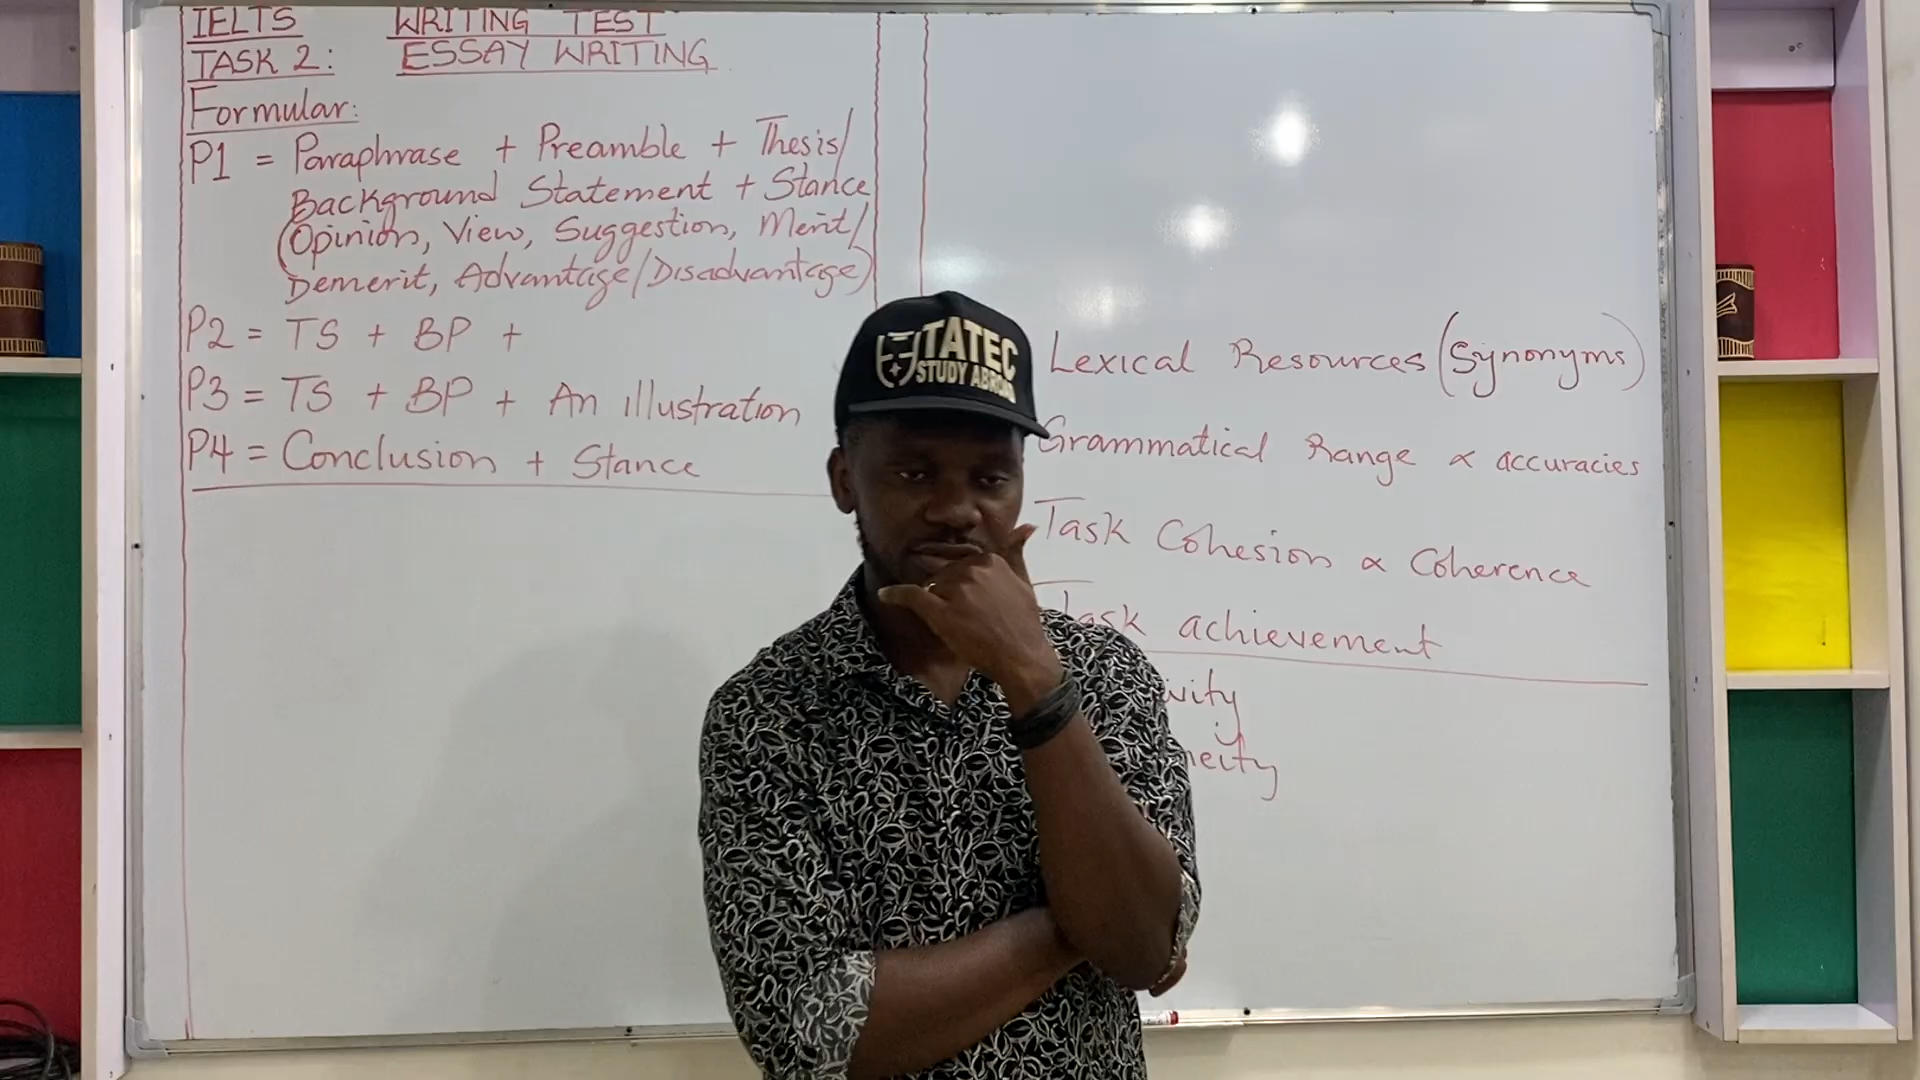 IELTS WRITING TEST
TASK 2: ESSAY WRITING
Formular:
P1 = Paraphrase + Preamble + Thesis/
Background Statement + Stance
(Opinion, View, Suggestion, Merit/
Demerit, Advantage/Disadvantage)
P2 = TS + BP +
P3 = TS + BP + An illustration
P4 = Conclusion + Stance
TATEC
STUDY
Lexical Resources (Synonyms)
Grammatical Range & accuracies
Task Cohesion & Coherence
Task achievement